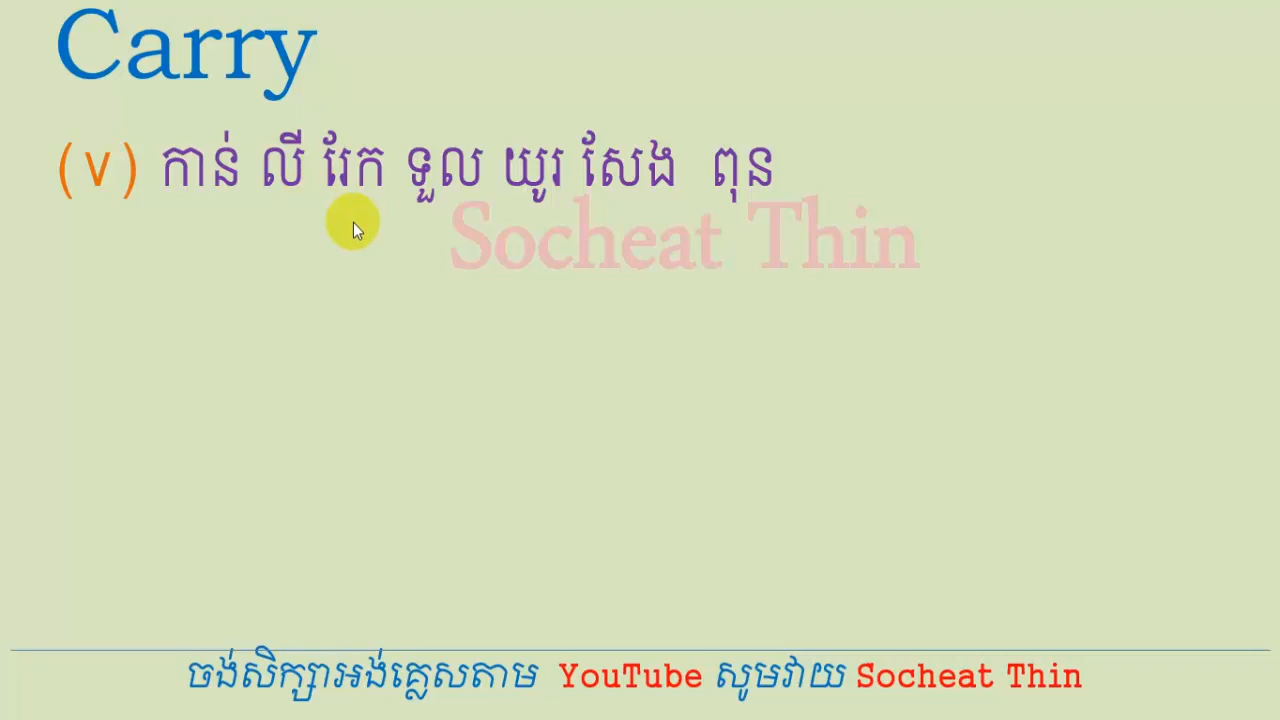 Carry
(v) កាន់ លី រែក ទួល យួរ សែង ពុន
Socheat Thin
ចង់សិក្សាអង់គ្លេសតាម YouTube សូមវាយ Socheat Thin